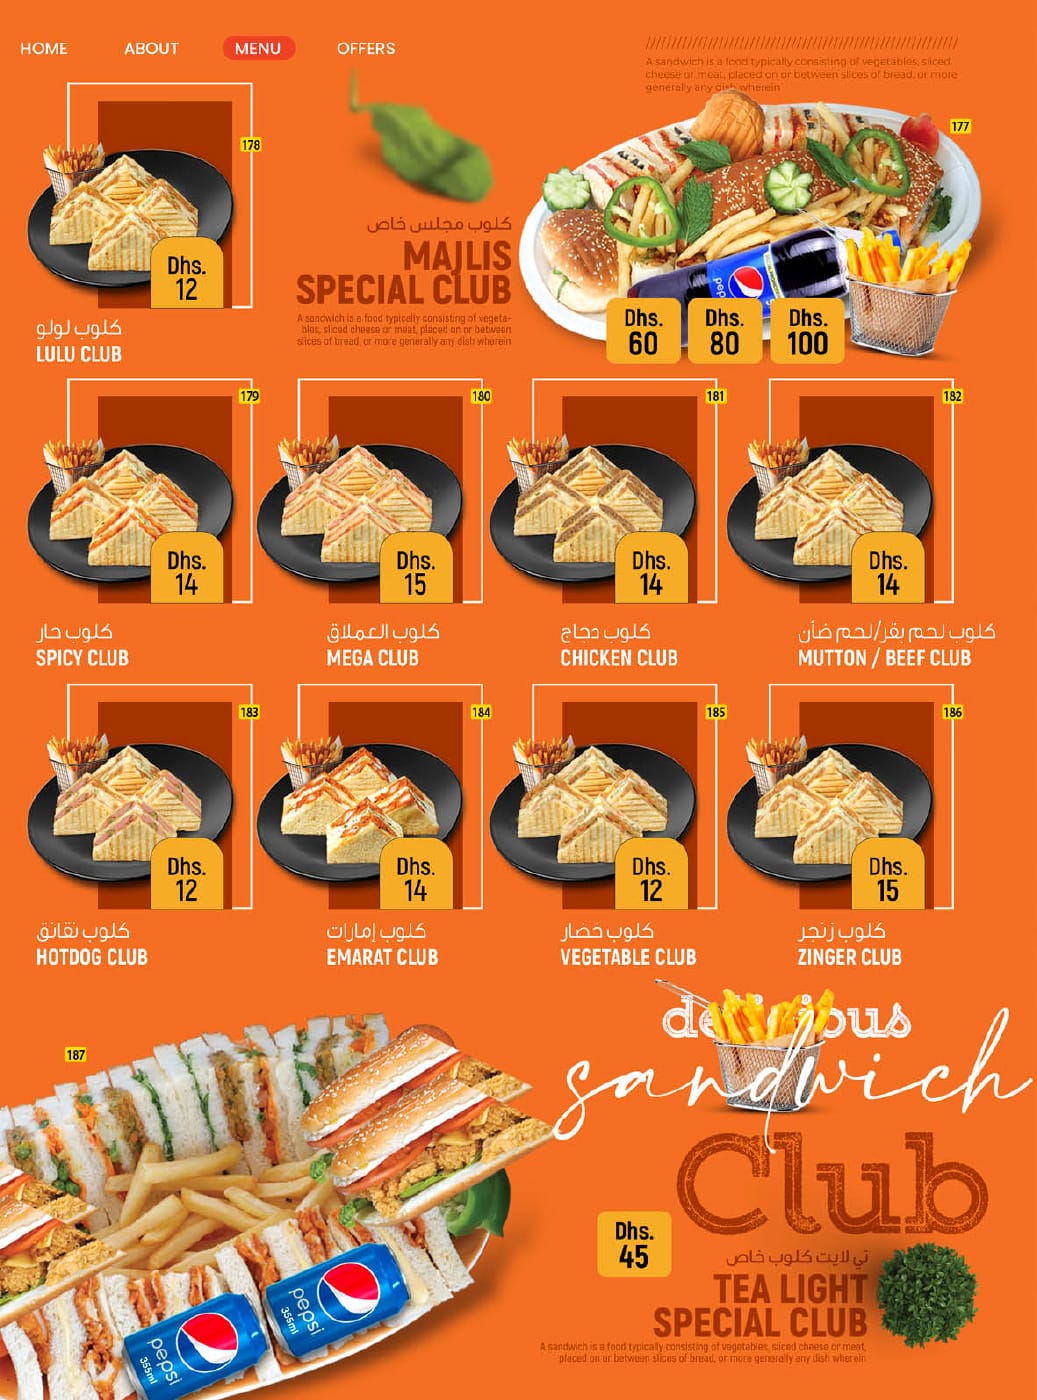 HOME ABOUT MENU OFFERS
////////////////////////////////////////////////////////////////
A sandwich is a food typically consisting of vegetables, sliced
cheese or meat, placed on or between slices of bread, or more
generally any dish wherein
178
Dhs.
12
كلوب لولو
LULU CLUB
كلوب مجلس خاص
MAJLIS
SPECIAL CLUB
A sandwich is a food typically consisting of vegeta-
bles, sliced cheese or meat, placed on or between
slices of bread, or more generally any dish wherein
177
Dhs.
60
Dhs.
80
Dhs.
100
179
Dhs.
14
كلوب حار
SPICY CLUB
180
Dhs.
15
كلوب العملاق
MEGA CLUB
181
Dhs.
14
كلوب دجاج
CHICKEN CLUB
182
Dhs.
14
كلوب لحم بقر/لحم ضأن
MUTTON / BEEF CLUB
183
Dhs.
12
كلوب نقانق
HOTDOG CLUB
184
Dhs.
14
كلوب إمارات
EMARAT CLUB
185
Dhs.
12
كلوب خضار
VEGETABLE CLUB
186
Dhs.
15
كلوب زنجر
ZINGER CLUB
187
pepsi
355ml
pepsi
355ml
delicious
sandwich
Club
Dhs.
45
تي لايت كلوب خاص
TEA LIGHT
SPECIAL CLUB
A sandwich is a food typically consisting of vegetables, sliced cheese or meat,
placed on or between slices of bread, or more generally any dish wherein